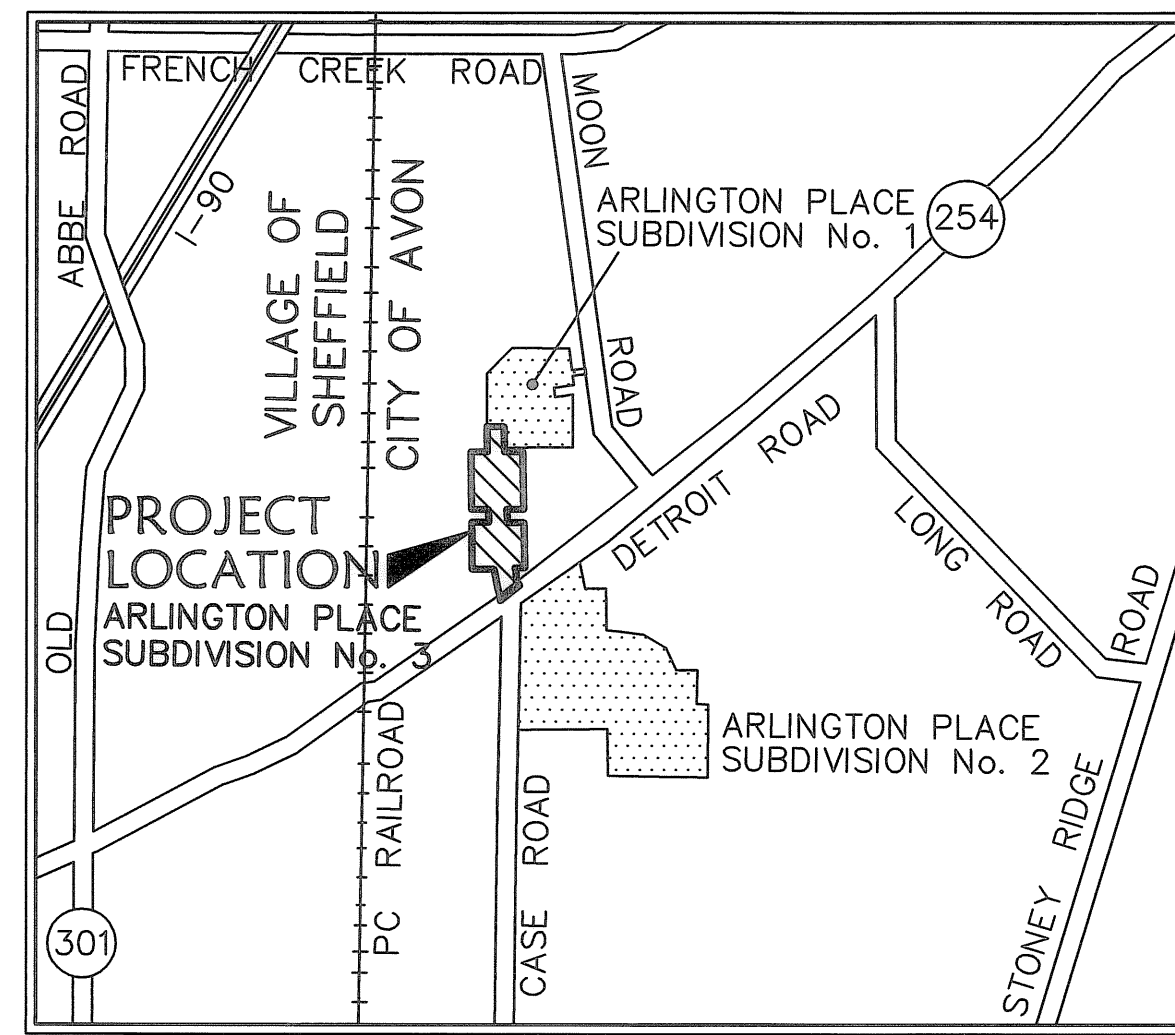 FRENCH CREEK ROAD
OLD ABBE ROAD
I-90
MOON ROAD
VILLAGE OF
SHEFFIELD
CITY OF AVON
ARLINGTON PLACE
SUBDIVISION No. 1
254
PROJECT
LOCATION
ARLINGTON PLACE
SUBDIVISION No. 3
DETROIT ROAD
LONG ROAD
ARLINGTON PLACE
SUBDIVISION No. 2
PC RAILROAD
CASE ROAD
STONEY RIDGE ROAD
301